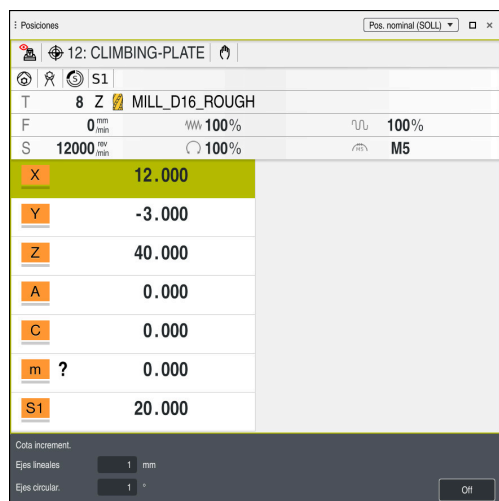 Posiciones Pos. nominal (SOLL)
12: CLIMBING-PLATE
S S1
T 8 Z MILL_D16_ROUGH
F 0 mm/min 100% 100%
S 12000 rev/min 100% M5 M5
X 12.000
Y -3.000
Z 40.000
A 0.000
C 0.000
m ? 0.000
S1 20.000
Cota increment.
Ejes lineales 1 mm
Ejes circular. 1 ° Off